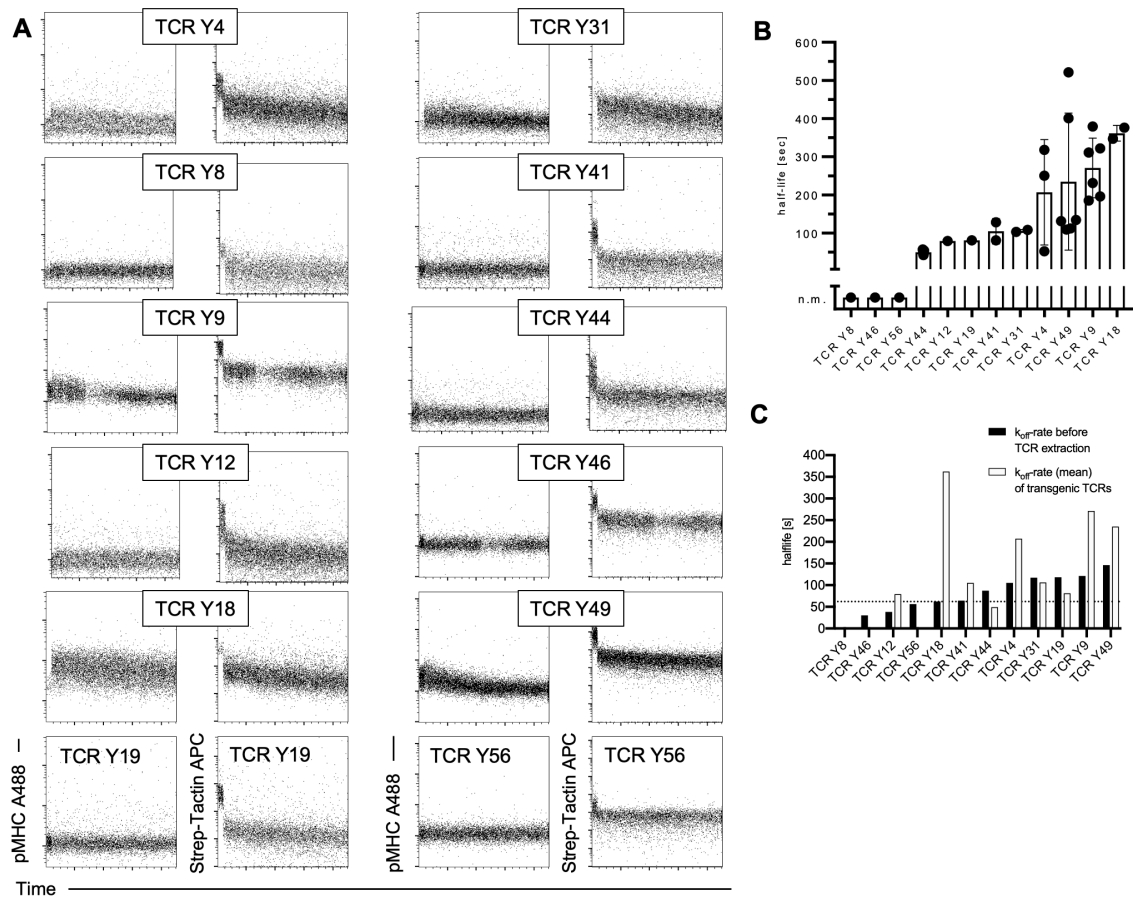 A
TCR Y4
TCR Y31
TCR Y8
TCR Y41
TCR Y9
TCR Y44
TCR Y12
TCR Y46
TCR Y18
TCR Y49
pMHC A488
TCR Y19
Strep-Tactin APC
TCR Y19
pMHC A488
TCR Y56
Strep-Tactin APC
TCR Y56
Time
B
half-life [sec]
600
500
400
300
200
100
n.m.
TCR Y8
TCR Y46
TCR Y56
TCR Y44
TCR Y12
TCR Y19
TCR Y41
TCR Y31
TCR Y4
TCR Y49
TCR Y9
TCR Y18
C
koff-rate before
TCR extraction
koff-rate (mean)
of transgenic TCRs
halflife [s]
400
350
300
250
200
150
100
50
0
TCR Y8
TCR Y46
TCR Y12
TCR Y56
TCR Y18
TCR Y41
TCR Y44
TCR Y4
TCR Y31
TCR Y19
TCR Y9
TCR Y49